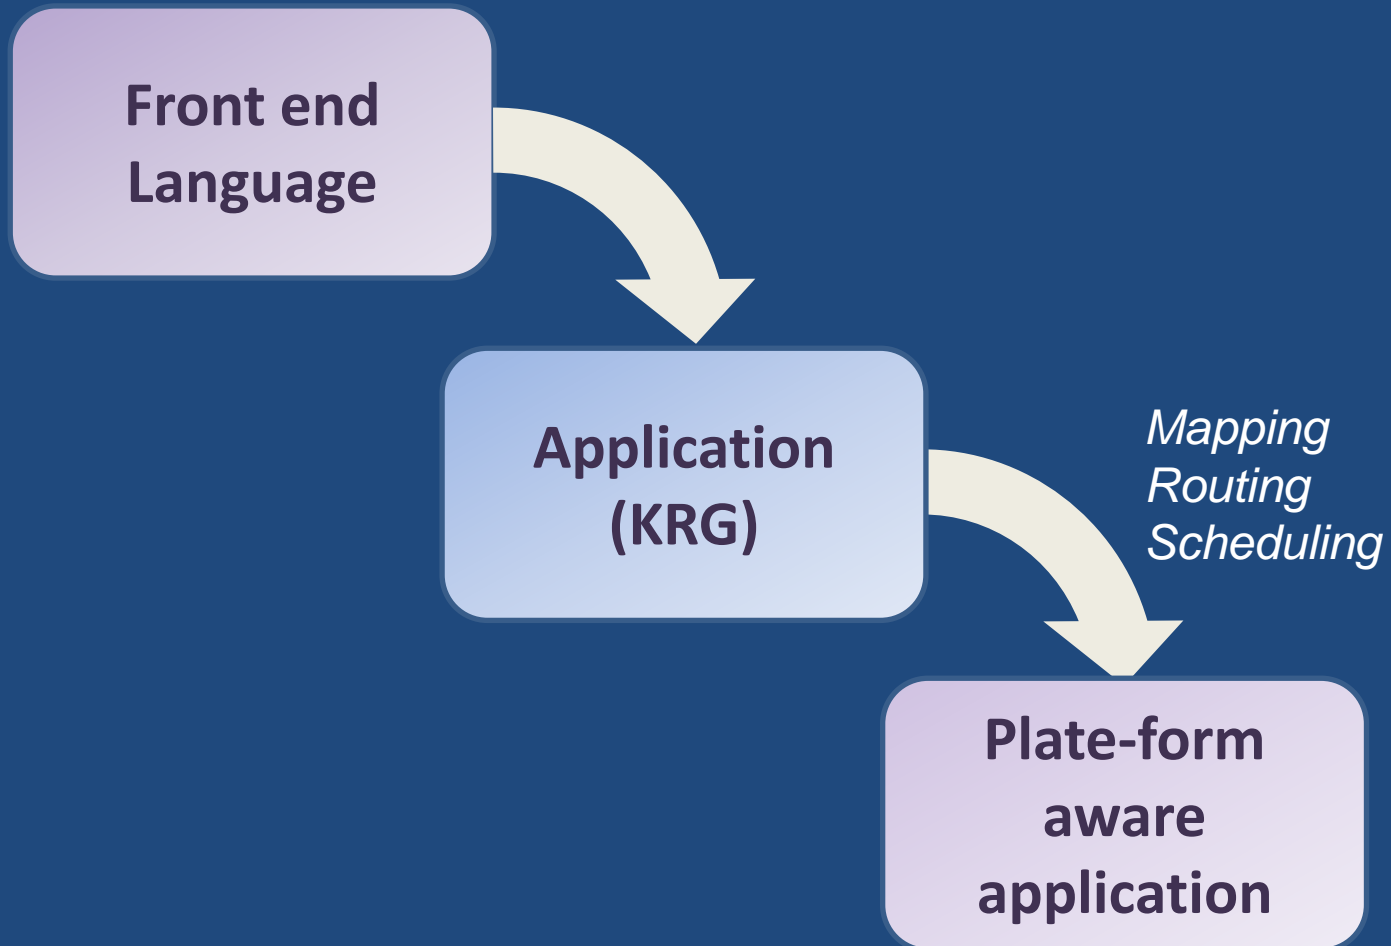 Front end
Language
Application
(KRG)
Mapping
Routing
Scheduling
Plate-form
aware
application